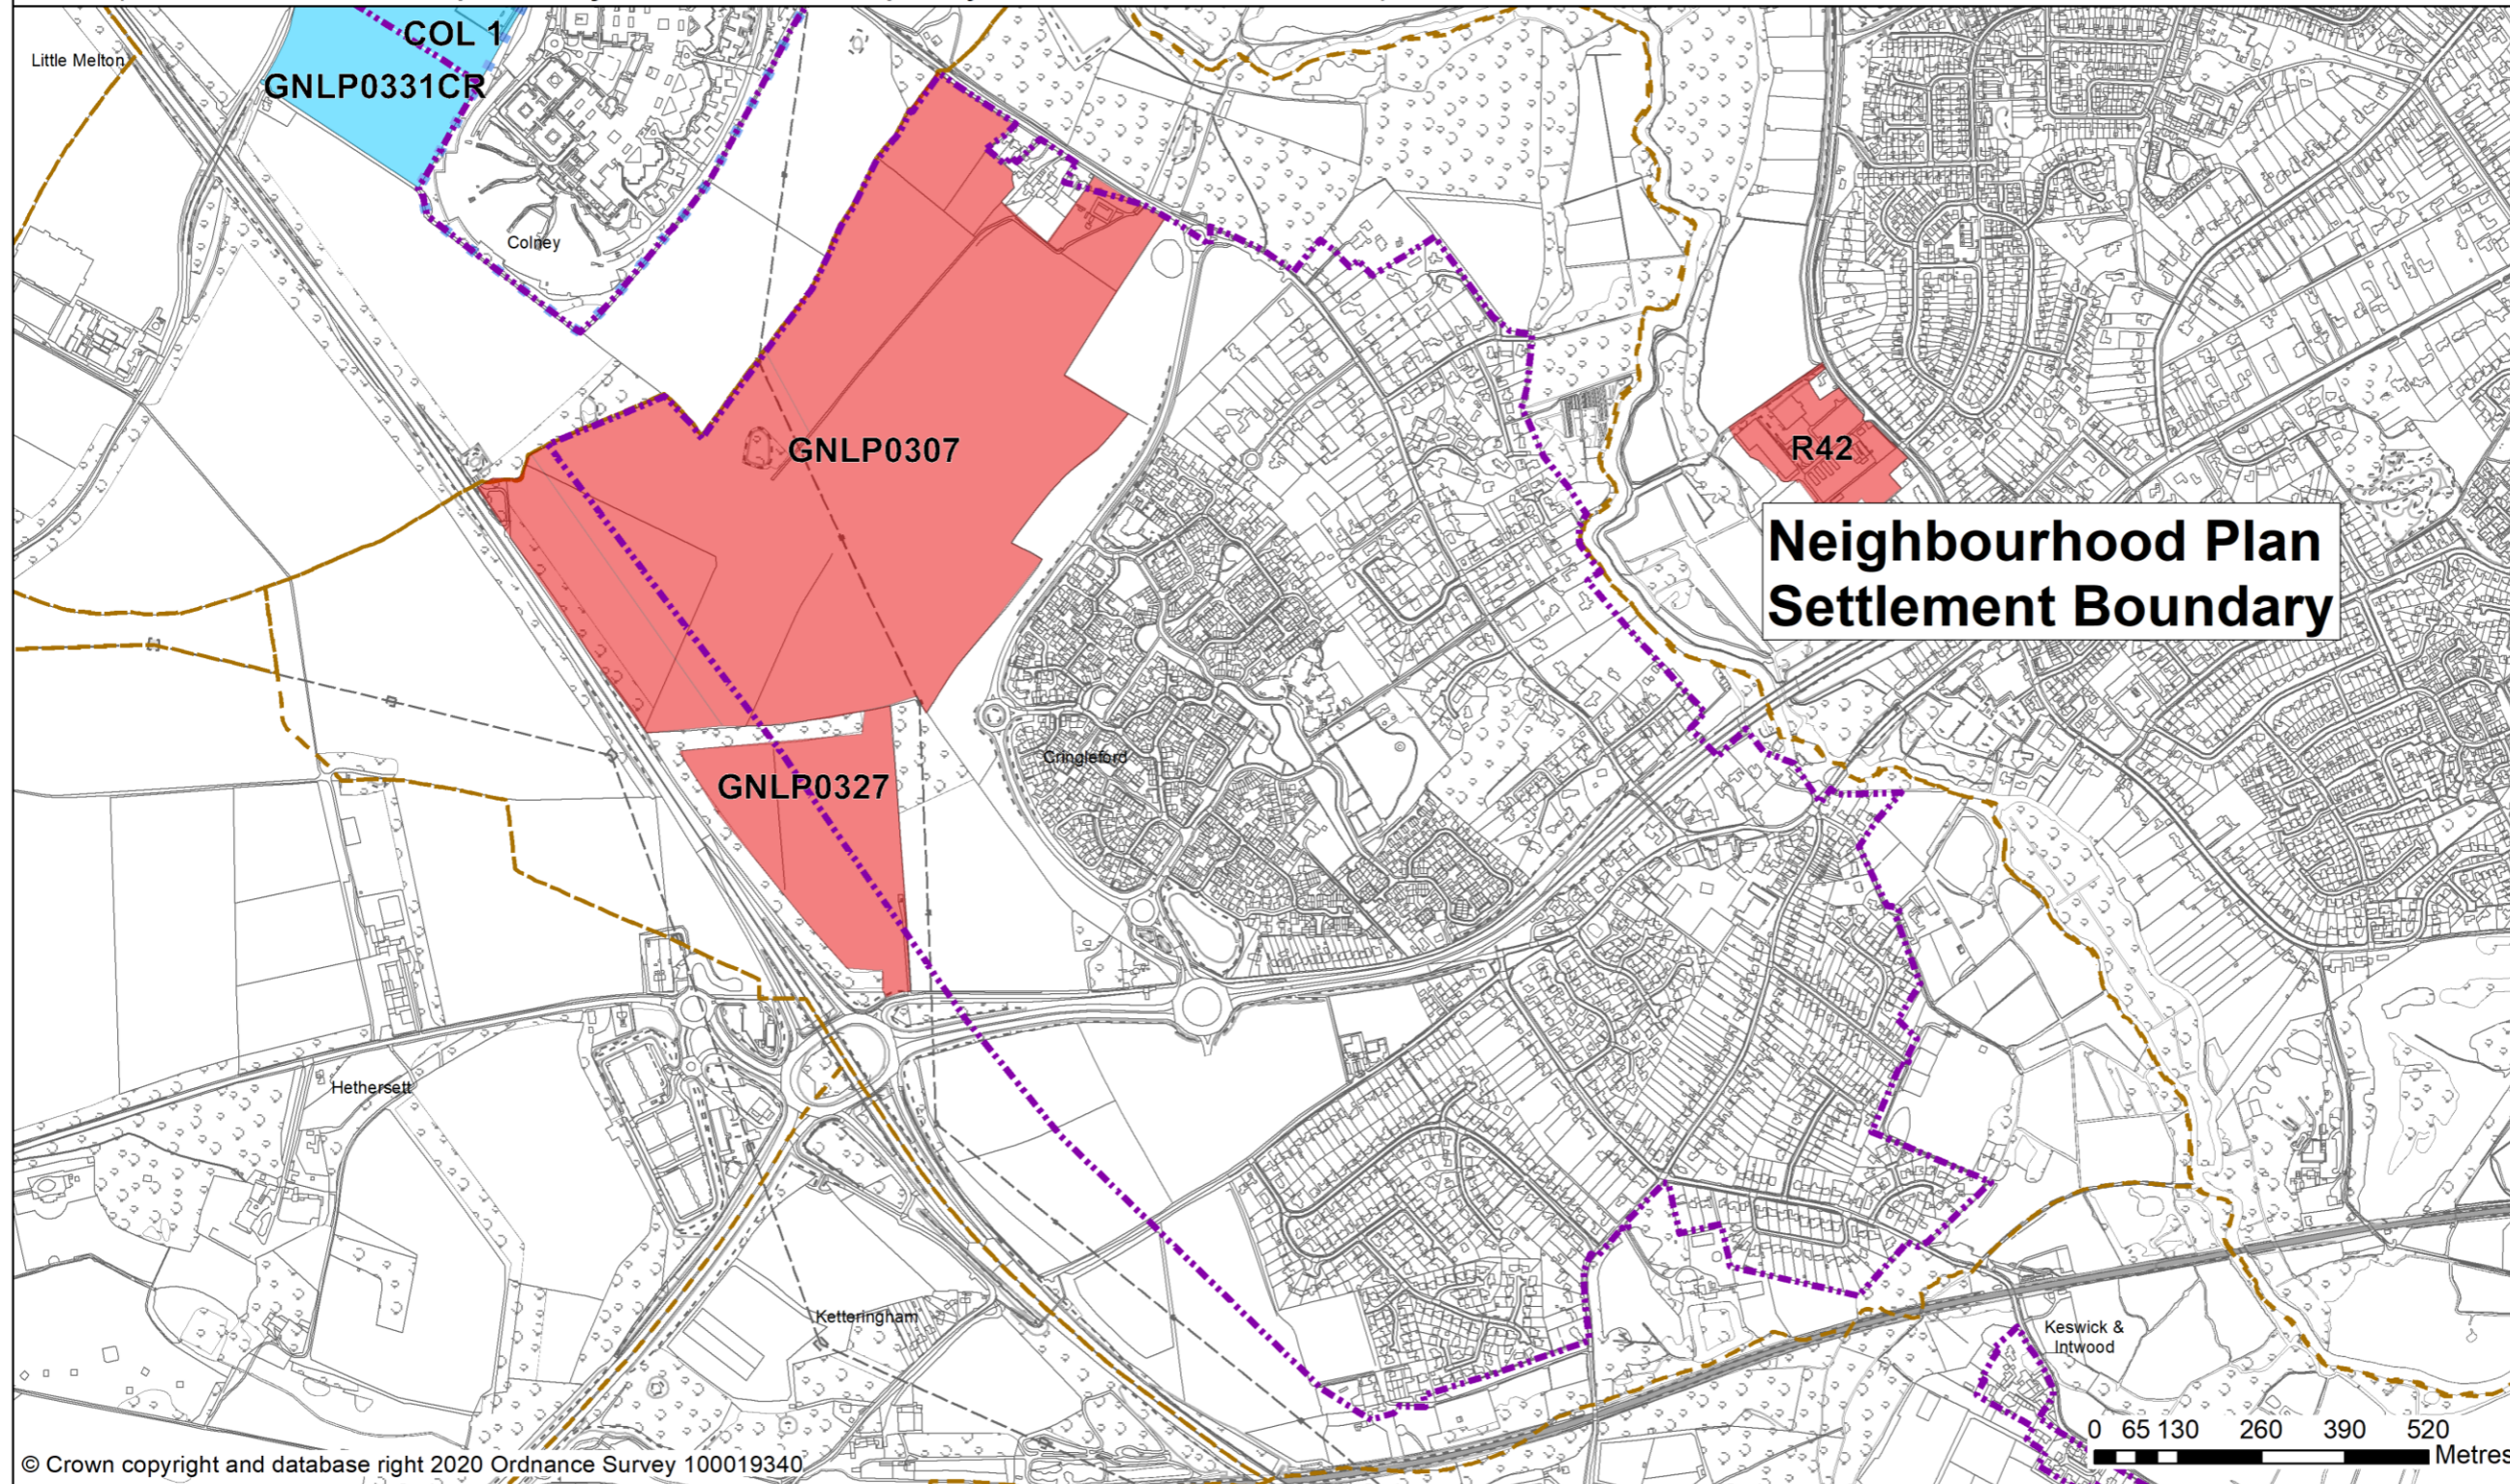 COL 1
Little Melton
GNLP0331CR
Colney
GNLP0307
R42
Neighbourhood Plan
Settlement Boundary
Cringleford
GNLP0327
Hethersett
Ketteringham
Keswick &
Intwood
0 65 130 260 390 520
Metres
© Crown copyright and database right 2020 Ordnance Survey 100019340